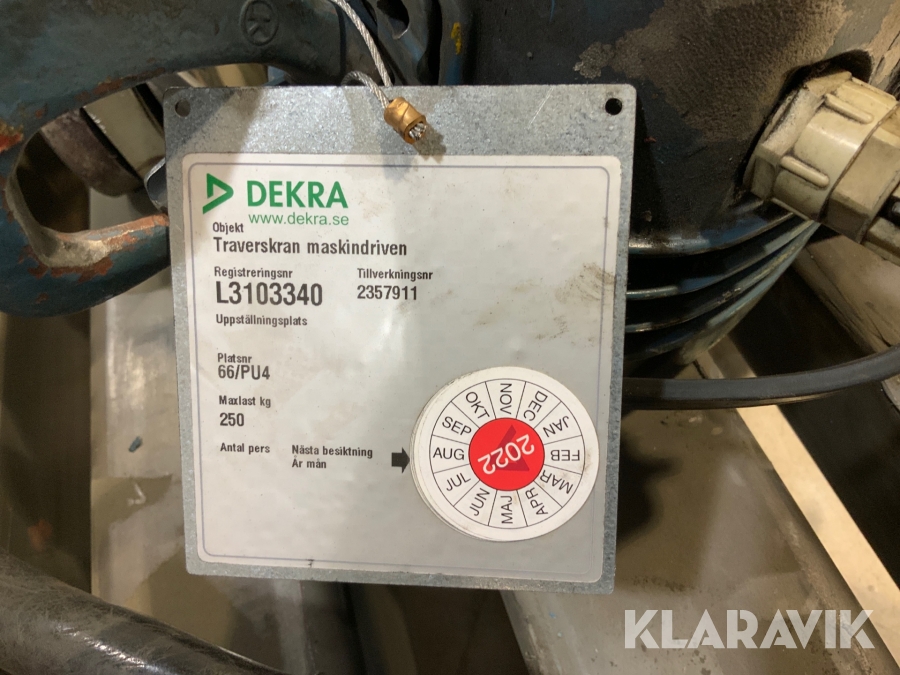 DEKRA
www.dekra.se
Objekt
Traverskran maskindriven
Registreringsnr Tillverkningsnr
L3103340 2357911
Uppställningsplats
Platsnr
66/PU4
Maxlast kg
250
Antal pers Nästa besiktning
År mån
JAN
FEB
MAR
APR
MAJ
JUN
JUL
AUG
SEP
OKT
NOV
DEC
2022
KLARAVIK